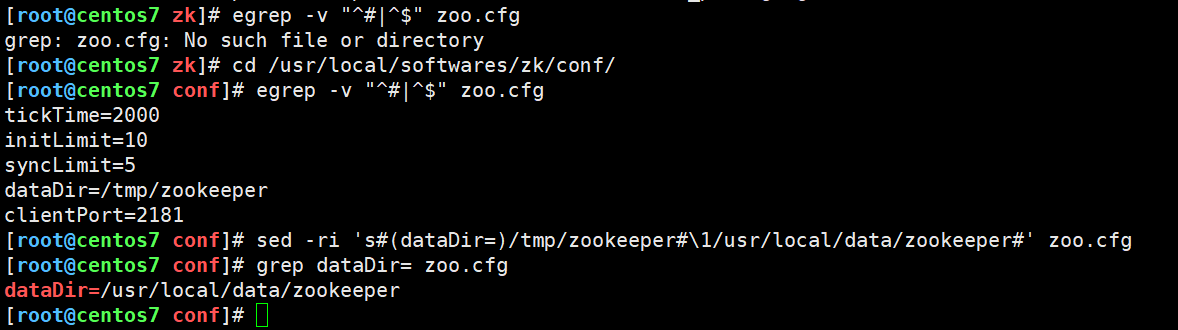 [root@centos7 zk]# egrep -v "^#|^$" zoo.cfg
grep: zoo.cfg: No such file or directory
[root@centos7 zk]# cd /usr/local/softwares/zk/conf/
[root@centos7 conf]# egrep -v "^#|^$" zoo.cfg
tickTime=2000
initLimit=10
syncLimit=5
dataDir=/tmp/zookeeper
clientPort=2181
[root@centos7 conf]# sed -ri 's#(dataDir=)/tmp/zookeeper#\1/usr/local/data/zookeeper#' zoo.cfg
[root@centos7 conf]# grep dataDir= zoo.cfg
dataDir=/usr/local/data/zookeeper
[root@centos7 conf]#